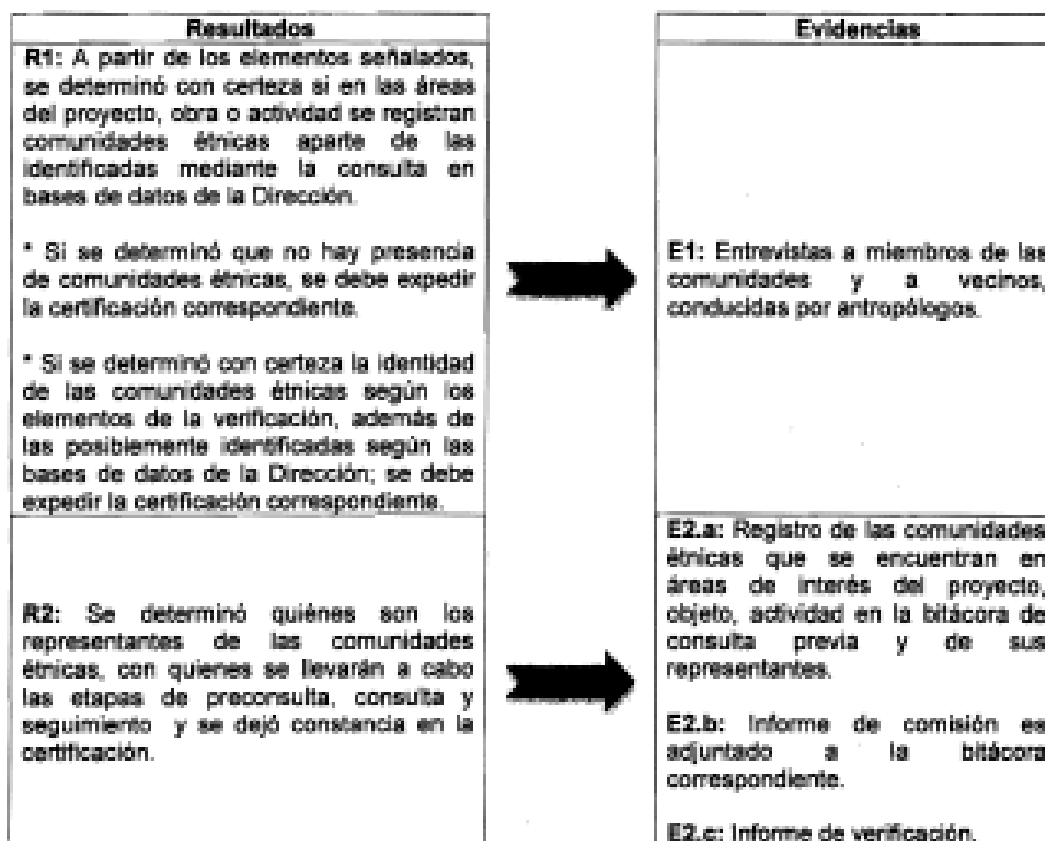 Resultados
R1: A partir de los elementos señalados,
se determinó con certeza si en las áreas
del proyecto, obra o actividad se registran
comunidades étnicas aparte de las
identificadas mediante la consulta en
bases de datos de la Dirección.
* Si se determinó que no hay presencia
de comunidades étnicas, se debe expedir
la certificación correspondiente.
* Si se determinó con certeza la identidad
de las comunidades étnicas según los
elementos de la verificación, además de
las posiblemente identificadas según las
bases de datos de la Dirección; se debe
expedir la certificación correspondiente.
R2: Se determinó quiénes son los
representantes de las comunidades
étnicas, con quienes se llevarán a cabo
las etapas de preconsulta, consulta y
seguimiento y se dejó constancia en la
certificación.
Evidencias
E1: Entrevistas a miembros de las
comunidades y a vecinos,
conducidas por antropólogos.
E2.a: Registro de las comunidades
étnicas que se encuentran en
áreas de interés del proyecto,
objeto, actividad en la bitácora de
consulta previa y de sus
representantes.
E2.b: Informe de comisión es
adjuntado a la bitácora
correspondiente.
E2.c: Informe de verificación.